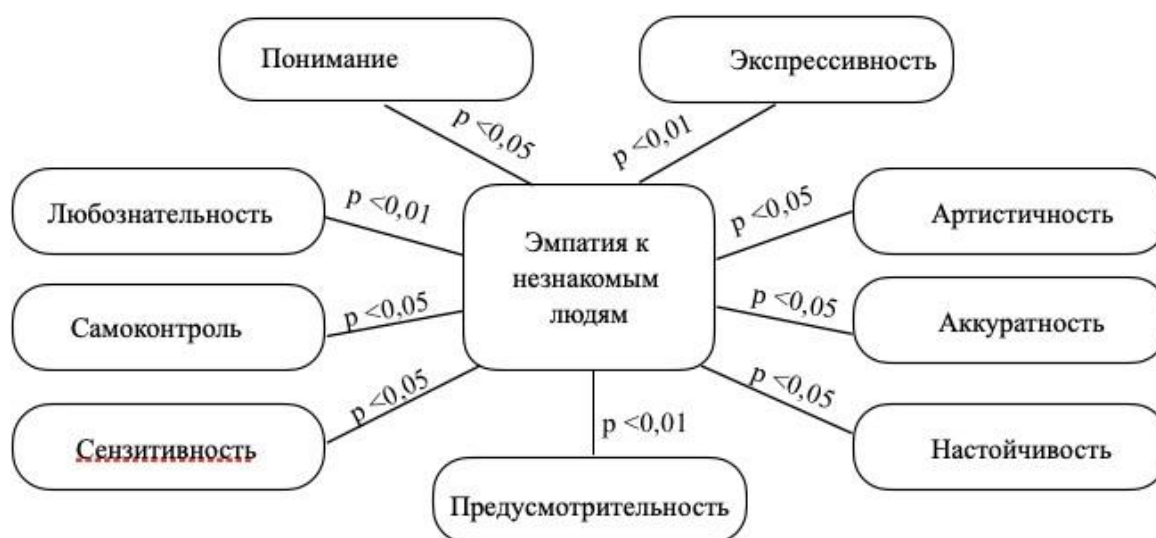 Понимание
Экспрессивность
p <0,05
p <0,01
Любознательность
p <0,01
Эмпатия к
незнакомым
людям
p <0,05
Артистичность
Самоконтроль
p <0,05
p <0,05
Аккуратность
Сензитивность
p <0,05
p <0,01
p <0,05
Настойчивость
Предусмотрительность